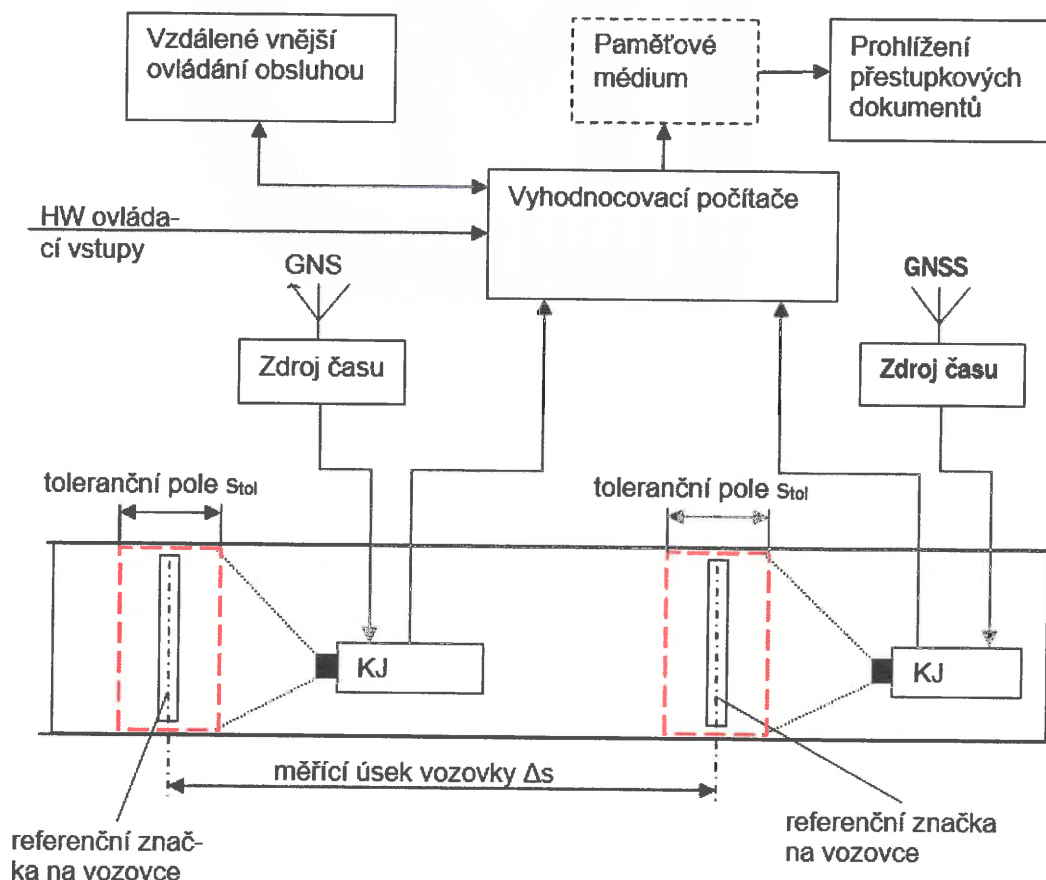 Vzdálené vnější
ovládání obsluhou
Paměťové
médium
Prohlížení
přestupkových
dokumentů
Vyhodnocovací počítače
HW ovláda-
cí vstupy
GNS
GNSS
Zdroj času
Zdroj času
toleranční pole stol
toleranční pole stol
KJ
KJ
měřící úsek vozovky Δs
referenční znač-
ka na vozovce
referenční značka
na vozovce